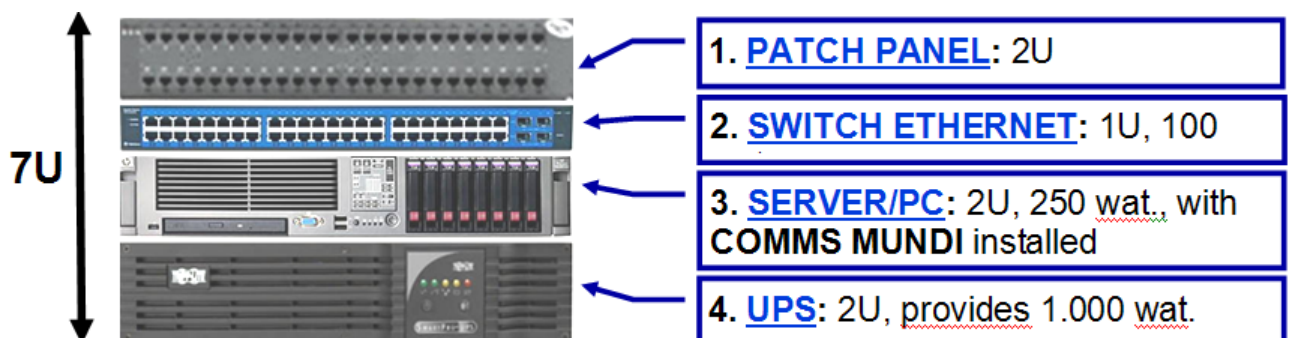 7U
1. PATCH PANEL: 2U
2. SWITCH ETHERNET: 1U, 100
3. SERVER/PC: 2U, 250 wat., with
COMMS MUNDI installed
4. UPS: 2U, provides 1.000 wat.